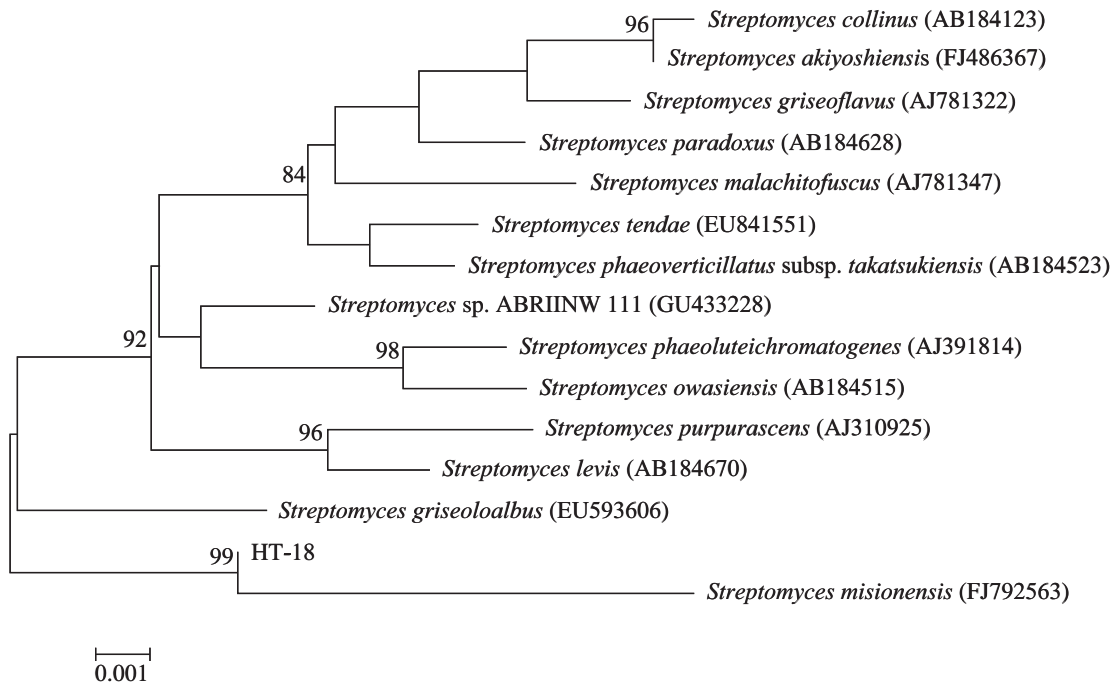 96 Streptomyces collinus (AB184123)
Streptomyces akiyoshiensis (FJ486367)
Streptomyces griseoflavus (AJ781322)
Streptomyces paradoxus (AB184628)
84
Streptomyces malachitofuscus (AJ781347)
Streptomyces tendae (EU841551)
Streptomyces phaeoverticillatus subsp. takatsukiensis (AB184523)
Streptomyces sp. ABRIINW 111 (GU433228)
92
98 Streptomyces phaeoluteichromatogenes (AJ391814)
Streptomyces owasiensis (AB184515)
96 Streptomyces purpurascens (AJ310925)
Streptomyces levis (AB184670)
Streptomyces griseoloalbus (EU593606)
99 HT-18
Streptomyces misionensis (FJ792563)
0.001